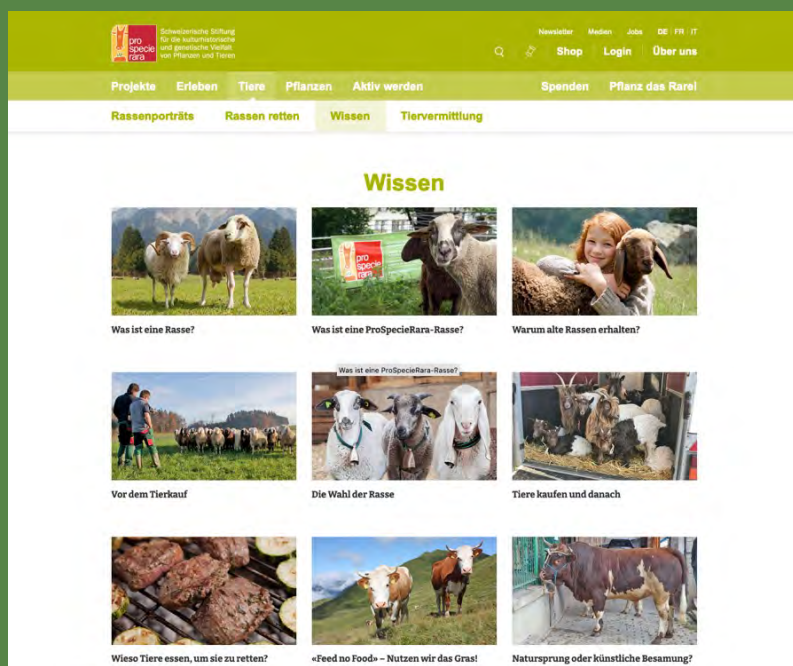 pro
specie
rara
Schweizerische Stiftung
für die kulturhistorische
und genetische Vielfalt
von Pflanzen und Tieren
Newsletter Medien Jobs DE FR IT
Shop Login Über uns
Projekte Erleben Tiere Pflanzen Aktiv werden Spenden Pflanz das Rare!
Rassenporträts Rassen retten Wissen Tiervermittlung
Wissen
pro
specie
rara
Was ist eine Rasse? Was ist eine ProSpecieRara-Rasse? Warum alte Rassen erhalten?
Was ist eine ProSpecieRara-Rasse?
Vor dem Tierkauf Die Wahl der Rasse Tiere kaufen und danach
Wieso Tiere essen, um sie zu retten? «Feed no Food» – Nutzen wir das Gras! Natursprung oder künstliche Besamung?